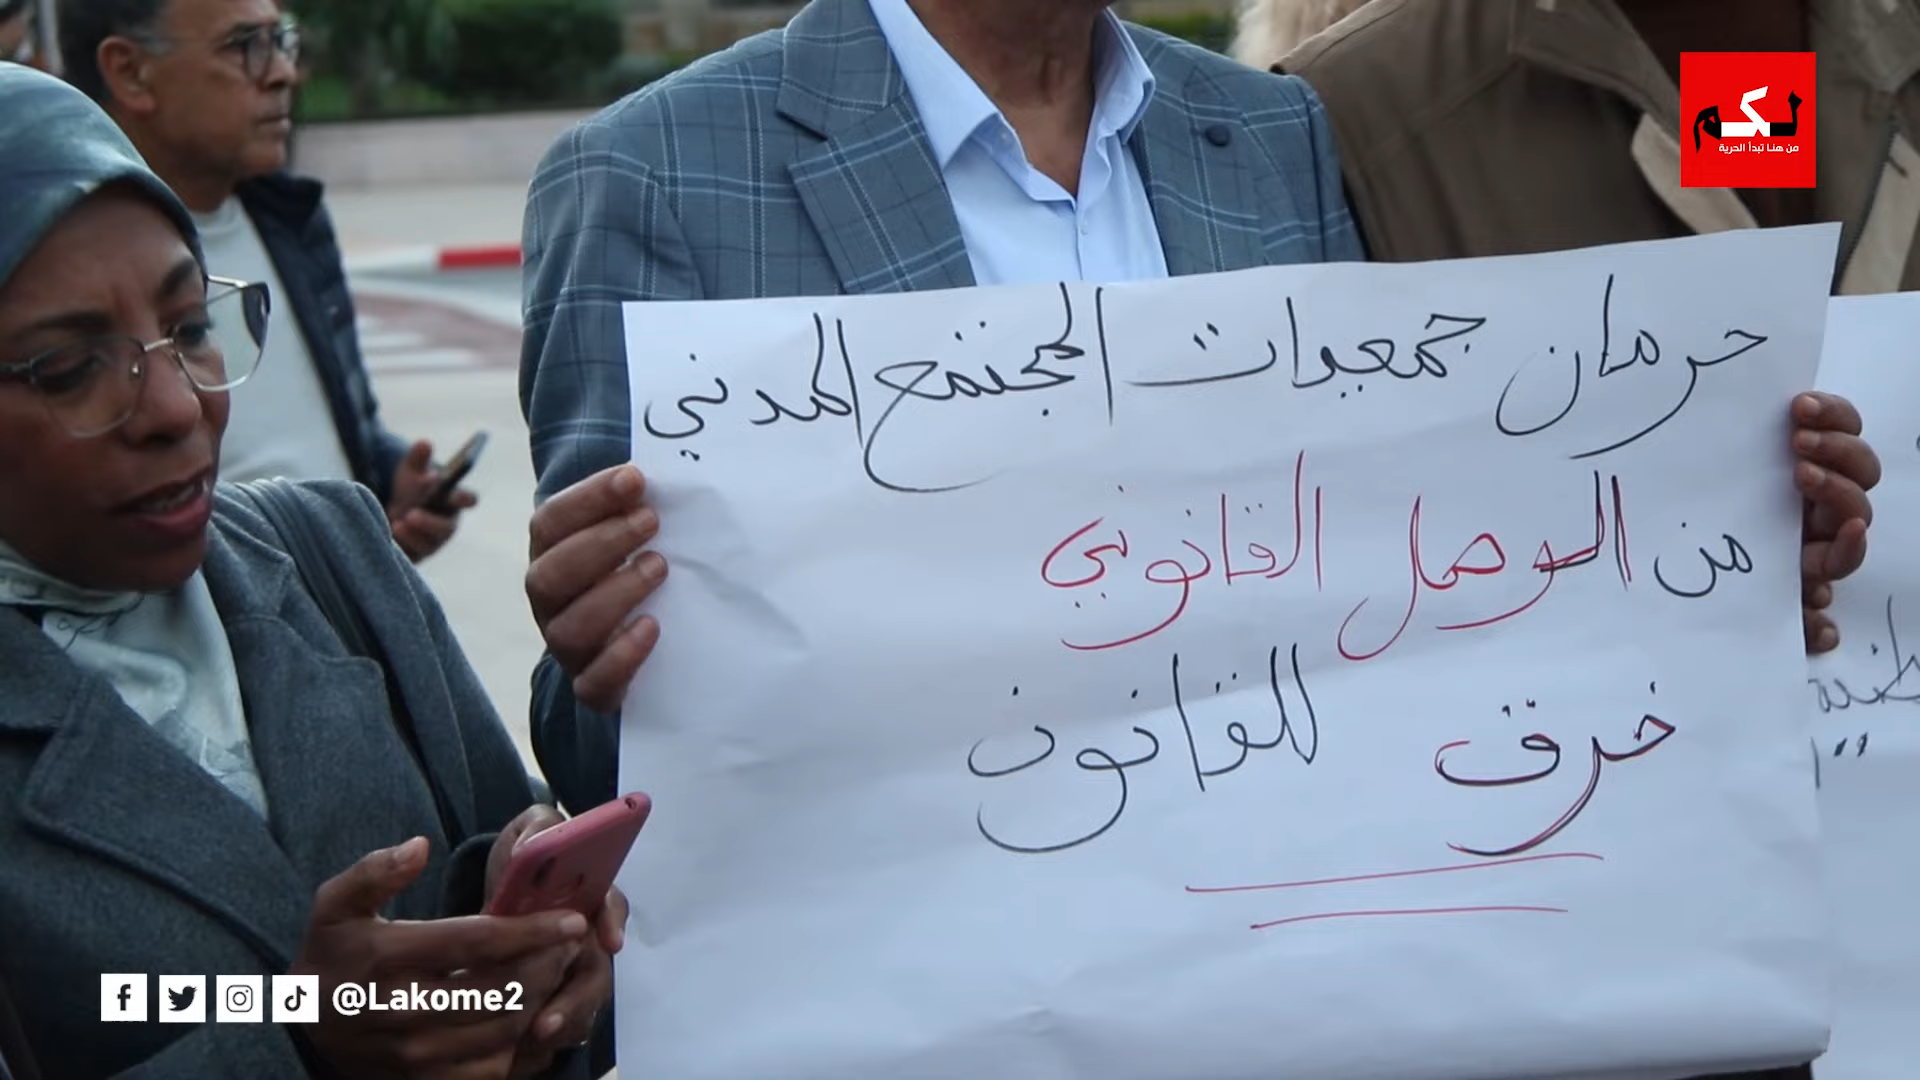 لكم
من هنا تبدأ الحرية
حرمان جمعيات المجتمع المدني
من الوصل القانوني
خرق للقانون
@Lakome2